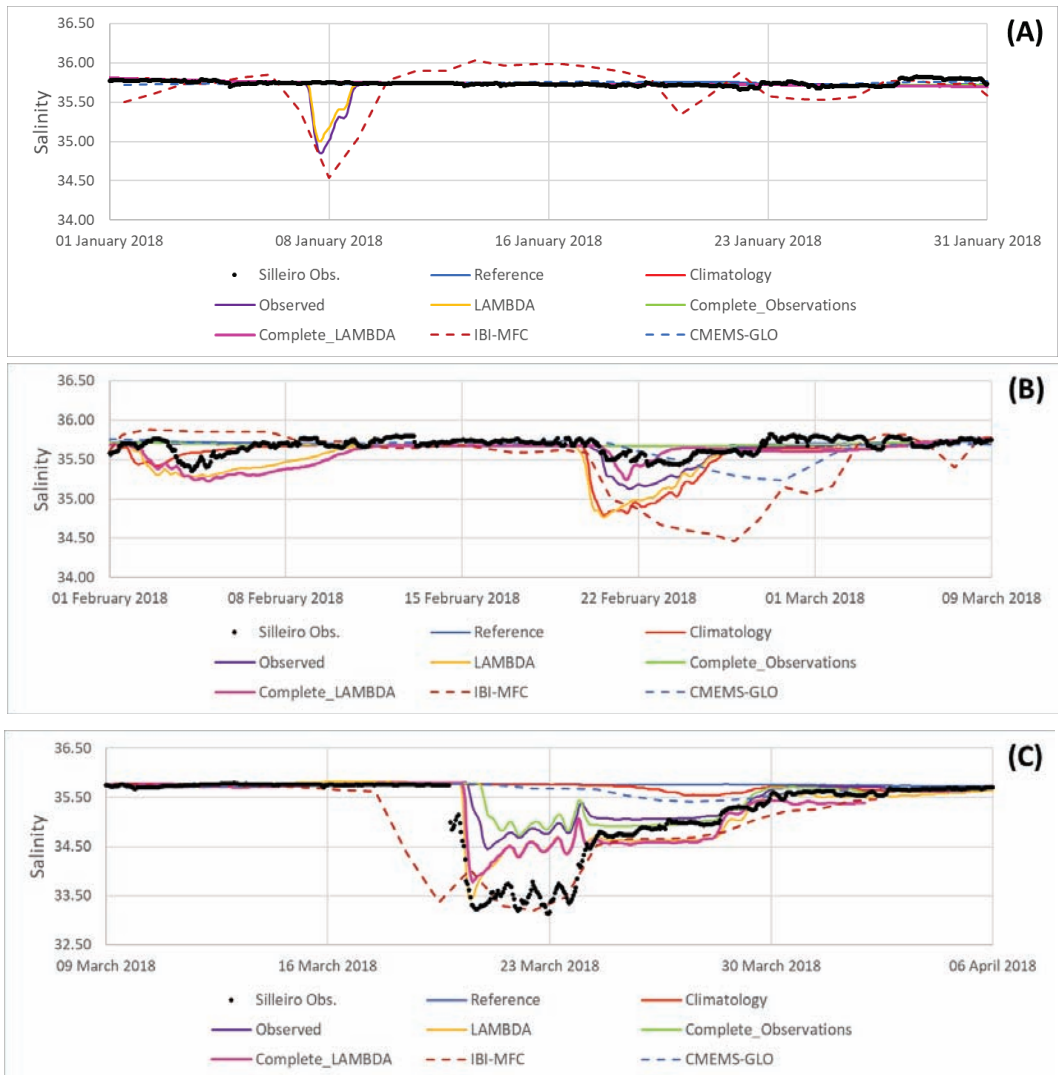 (A)
36.50
36.00
35.50
35.00
34.50
34.00
Salinity
01 January 2018 08 January 2018 16 January 2018 23 January 2018 31 January 2018
Silleiro Obs. Reference Climatology
Observed LAMBDA Complete_Observations
Complete_LAMBDA IBI-MFC CMEMS-GLO
(B)
36.50
36.00
35.50
35.00
34.50
34.00
Salinity
01 February 2018 08 February 2018 15 February 2018 22 February 2018 01 March 2018 09 March 2018
Silleiro Obs. Reference Climatology
Observed LAMBDA Complete_Observations
Complete_LAMBDA IBI-MFC CMEMS-GLO
(C)
36.50
35.50
34.50
33.50
32.50
Salinity
09 March 2018 16 March 2018 23 March 2018 30 March 2018 06 April 2018
Silleiro Obs. Reference Climatology
Observed LAMBDA Complete_Observations
Complete_LAMBDA IBI-MFC CMEMS-GLO